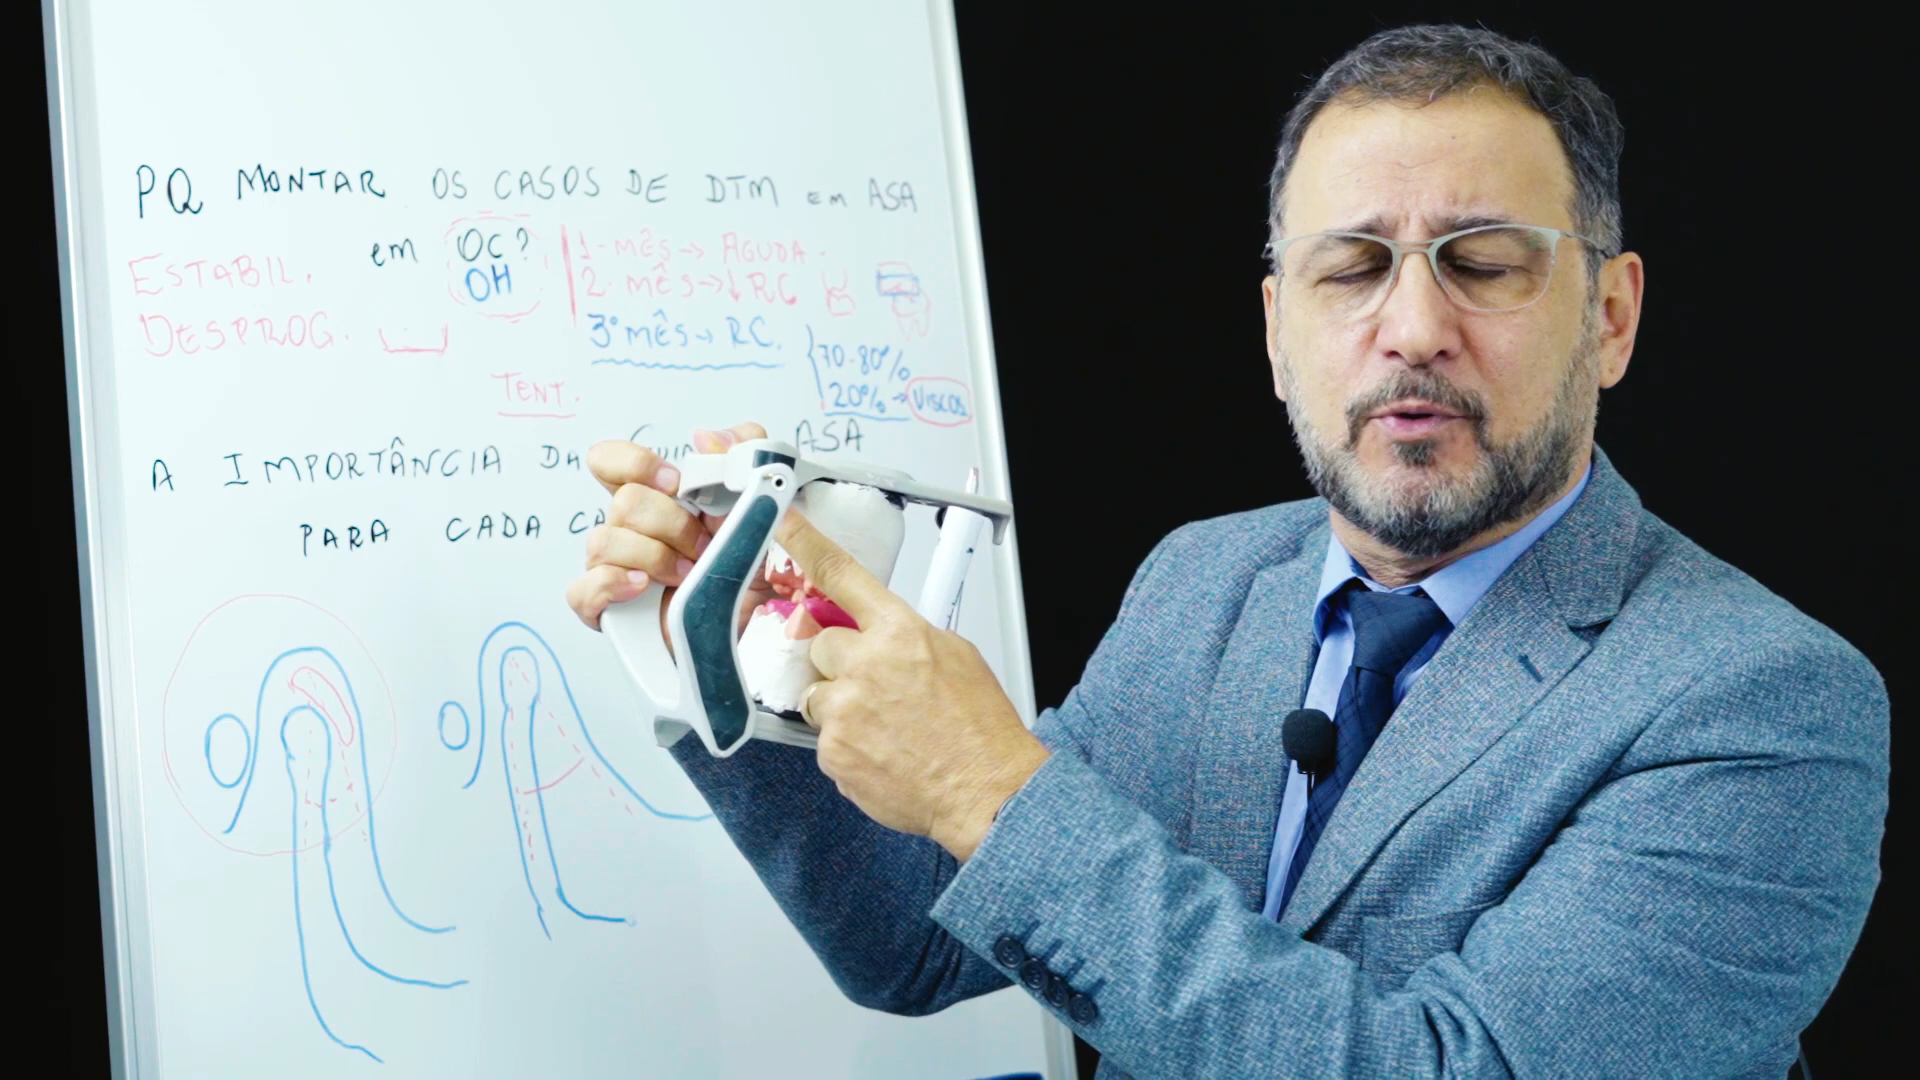 PQ MONTAR OS CASOS DE DTM em ASA
em OC?
OH
ESTABIL.
DESPROG.
1- mês → AGUDA.
2- mês → ↓ RC
3º mês → RC.
70-80%
20% → VISCOS
TENT.
A IMPORTÂNCIA DA ASA
PARA CADA